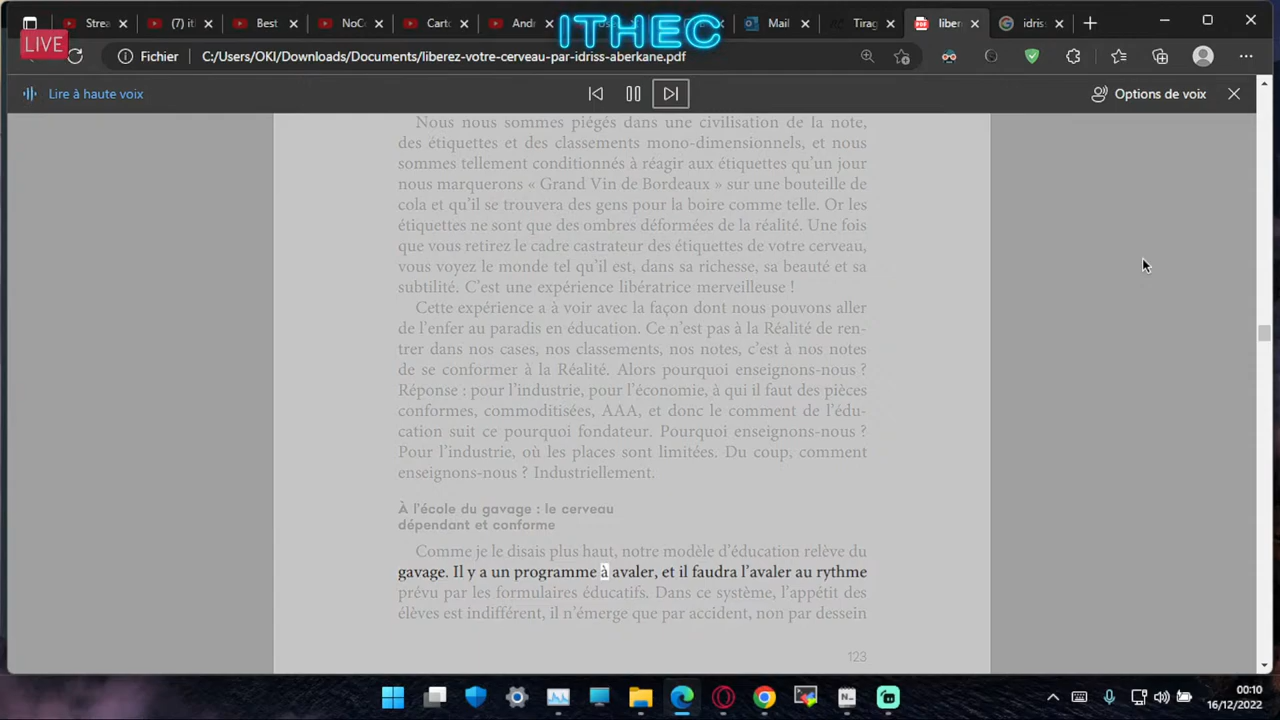 Strea
(7) itl
Best
NoCo
Carto
Andr
ITHEC
Mail
Tirag
liber
idris
LIVE
Fichier
C:/Users/OKI/Downloads/Documents/liberez-votre-cerveau-par-idriss-aberkane.pdf
Lire à haute voix
Options de voix
Nous nous sommes piégés dans une civilisation de la note,
des étiquettes et des classements mono-dimensionnels, et nous
sommes tellement conditionnés à réagir aux étiquettes qu'un jour
nous marquerons « Grand Vin de Bordeaux » sur une bouteille de
cola et qu'il se trouvera des gens pour la boire comme telle. Or les
étiquettes ne sont que des ombres déformées de la réalité. Une fois
que vous retirez le cadre castrateur des étiquettes de votre cerveau,
vous voyez le monde tel qu'il est, dans sa richesse, sa beauté et sa
subtilité. C'est une expérience libératrice merveilleuse !
Cette expérience a à voir avec la façon dont nous pouvons aller
de l'enfer au paradis en éducation. Ce n'est pas à la Réalité de ren-
trer dans nos cases, nos classements, nos notes, c'est à nos notes
de se conformer à la Réalité. Alors pourquoi enseignons-nous ?
Réponse : pour l'industrie, pour l'économie, à qui il faut des pièces
conformes, commoditisées, AAA, et donc le comment de l'édu-
cation suit ce pourquoi fondateur. Pourquoi enseignons-nous ?
Pour l'industrie, où les places sont limitées. Du coup, comment
enseignons-nous ? Industriellement.
À l'école du gavage : le cerveau
dépendant et conforme
Comme je le disais plus haut, notre modèle d'éducation relève du
gavage. Il y a un programme à avaler, et il faudra l'avaler au rythme
prévu par les formulaires éducatifs. Dans ce système, l'appétit des
élèves est indifférent, il n'émerge que par accident, non par dessein
123
00:10
16/12/2022